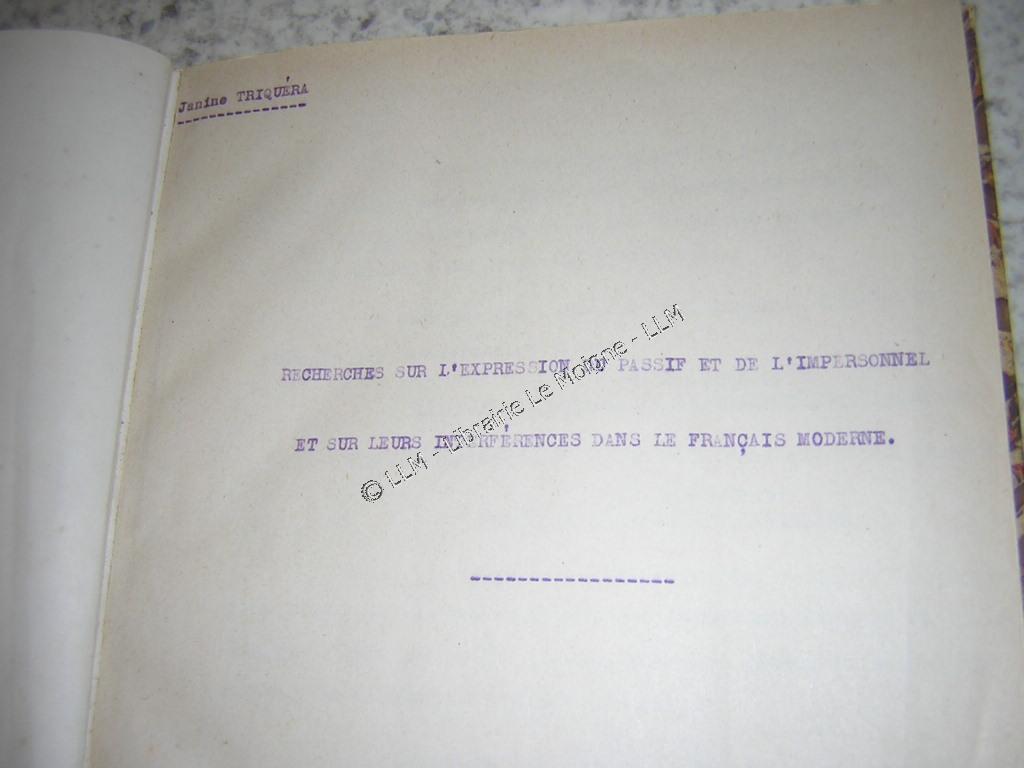 Janine TRIQUÉRA
RECHERCHES SUR L'EXPRESSION DU PASSIF ET DE L'IMPERSONNEL
ET SUR LEURS INTERFÉRENCES DANS LE FRANÇAIS MODERNE.
© LLM - Librairie Le Moigne - LLM